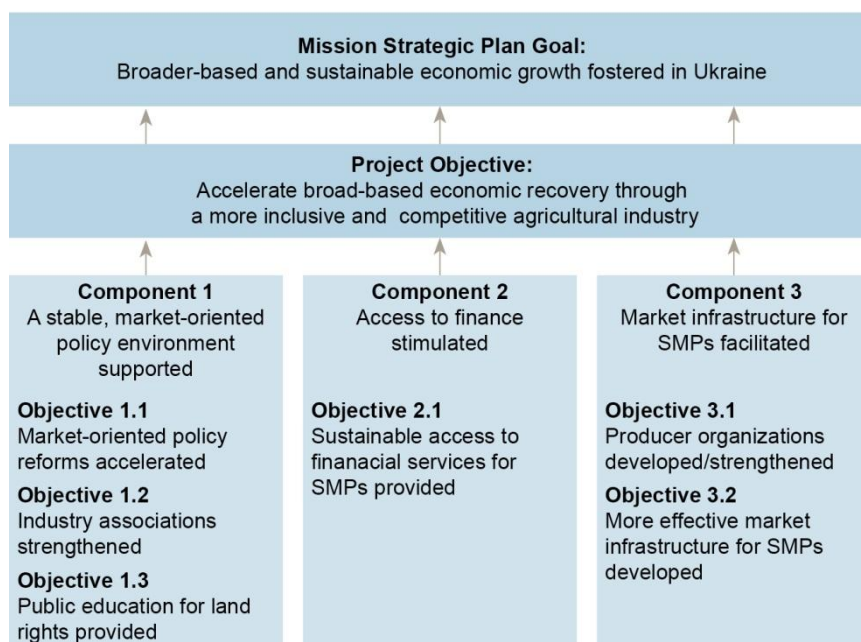 Mission Strategic Plan Goal:
Broader-based and sustainable economic growth fostered in Ukraine
Project Objective:
Accelerate broad-based economic recovery through
a more inclusive and competitive agricultural industry
Component 1
A stable, market-oriented
policy environment
supported
Objective 1.1
Market-oriented policy
reforms accelerated
Objective 1.2
Industry associations
strengthened
Objective 1.3
Public education for land
rights provided
Component 2
Access to finance
stimulated
Objective 2.1
Sustainable access to
finanacial services for
SMPs provided
Component 3
Market infrastructure for
SMPs facilitated
Objective 3.1
Producer organizations
developed/strengthened
Objective 3.2
More effective market
infrastructure for SMPs
developed